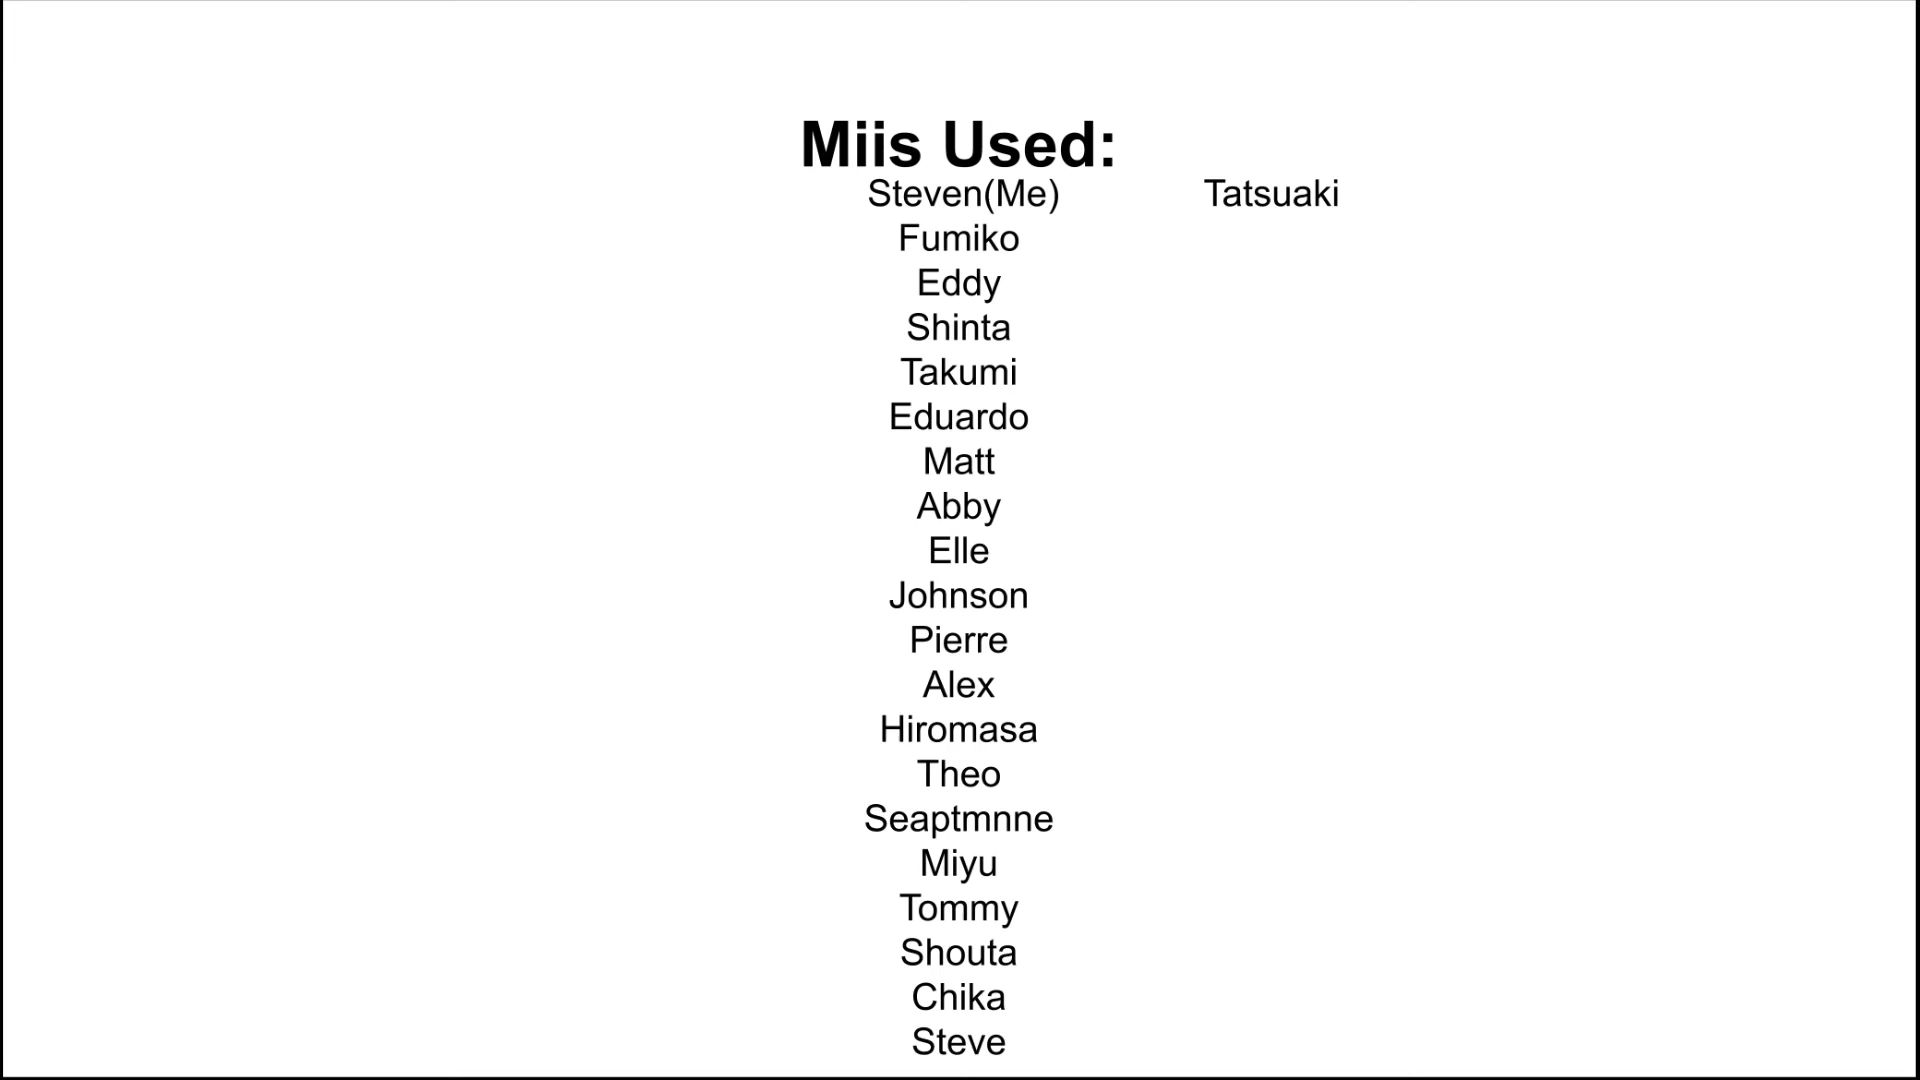 Miis Used:
Steven(Me) Tatsuaki
Fumiko
Eddy
Shinta
Takumi
Eduardo
Matt
Abby
Elle
Johnson
Pierre
Alex
Hiromasa
Theo
Seaptmnne
Miyu
Tommy
Shouta
Chika
Steve